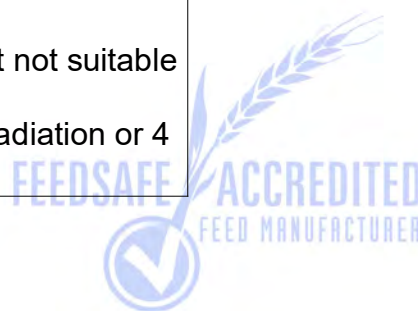 t not suitable
adiation or 4
FEEDSAFE ACCREDITED
FEED MANUFACTURER